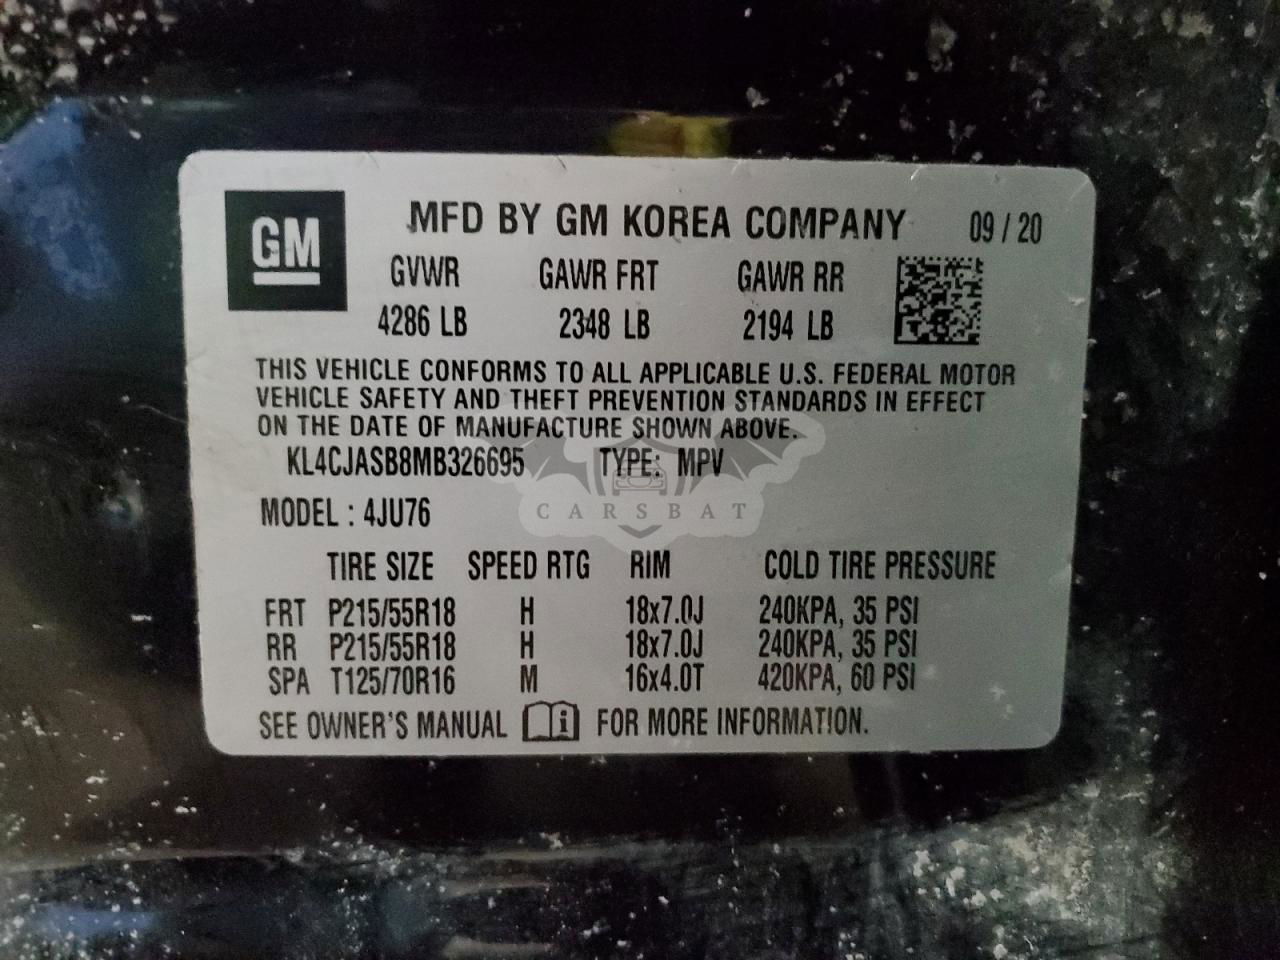 GM
MFD BY GM KOREA COMPANY 09 / 20
GVWR GAWR FRT GAWR RR
4286 LB 2348 LB 2194 LB
THIS VEHICLE CONFORMS TO ALL APPLICABLE U.S. FEDERAL MOTOR
VEHICLE SAFETY AND THEFT PREVENTION STANDARDS IN EFFECT
ON THE DATE OF MANUFACTURE SHOWN ABOVE.
KL4CJASB8MB326695 TYPE: MPV
CARSBAT
MODEL : 4JU76
TIRE SIZE SPEED RTG RIM COLD TIRE PRESSURE
FRT P215/55R18 H 18x7.0J 240KPA, 35 PSI
RR P215/55R18 H 18x7.0J 240KPA, 35 PSI
SPA T125/70R16 M 16x4.0T 420KPA, 60 PSI
SEE OWNER'S MANUAL i FOR MORE INFORMATION.